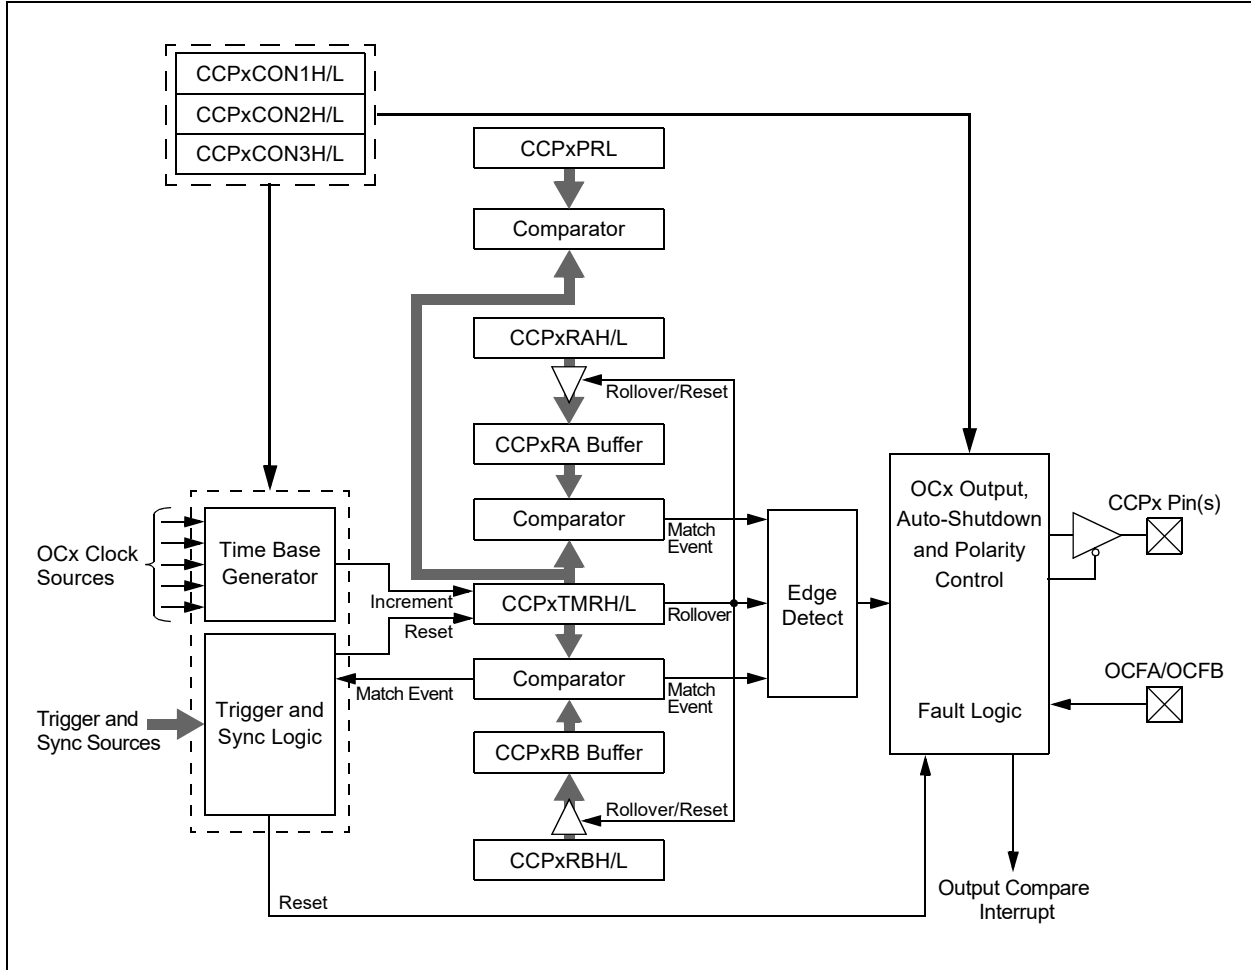 CCPxCON1H/L
CCPxCON2H/L
CCPxCON3H/L
CCPxPRL
Comparator
CCPxRAH/L
Rollover/Reset
CCPxRA Buffer
Comparator
Match
Event
OCx Clock
Sources
Time Base
Generator
Increment
Reset
CCPxTMRH/L
Rollover
Edge
Detect
OCx Output,
Auto-Shutdown
and Polarity
Control
CCPx Pin(s)
OCFA/OCFB
Fault Logic
Trigger and
Sync Sources
Trigger and
Sync Logic
Match Event
Comparator
Match
Event
CCPxRB Buffer
Rollover/Reset
CCPxRBH/L
Reset
Output Compare
Interrupt